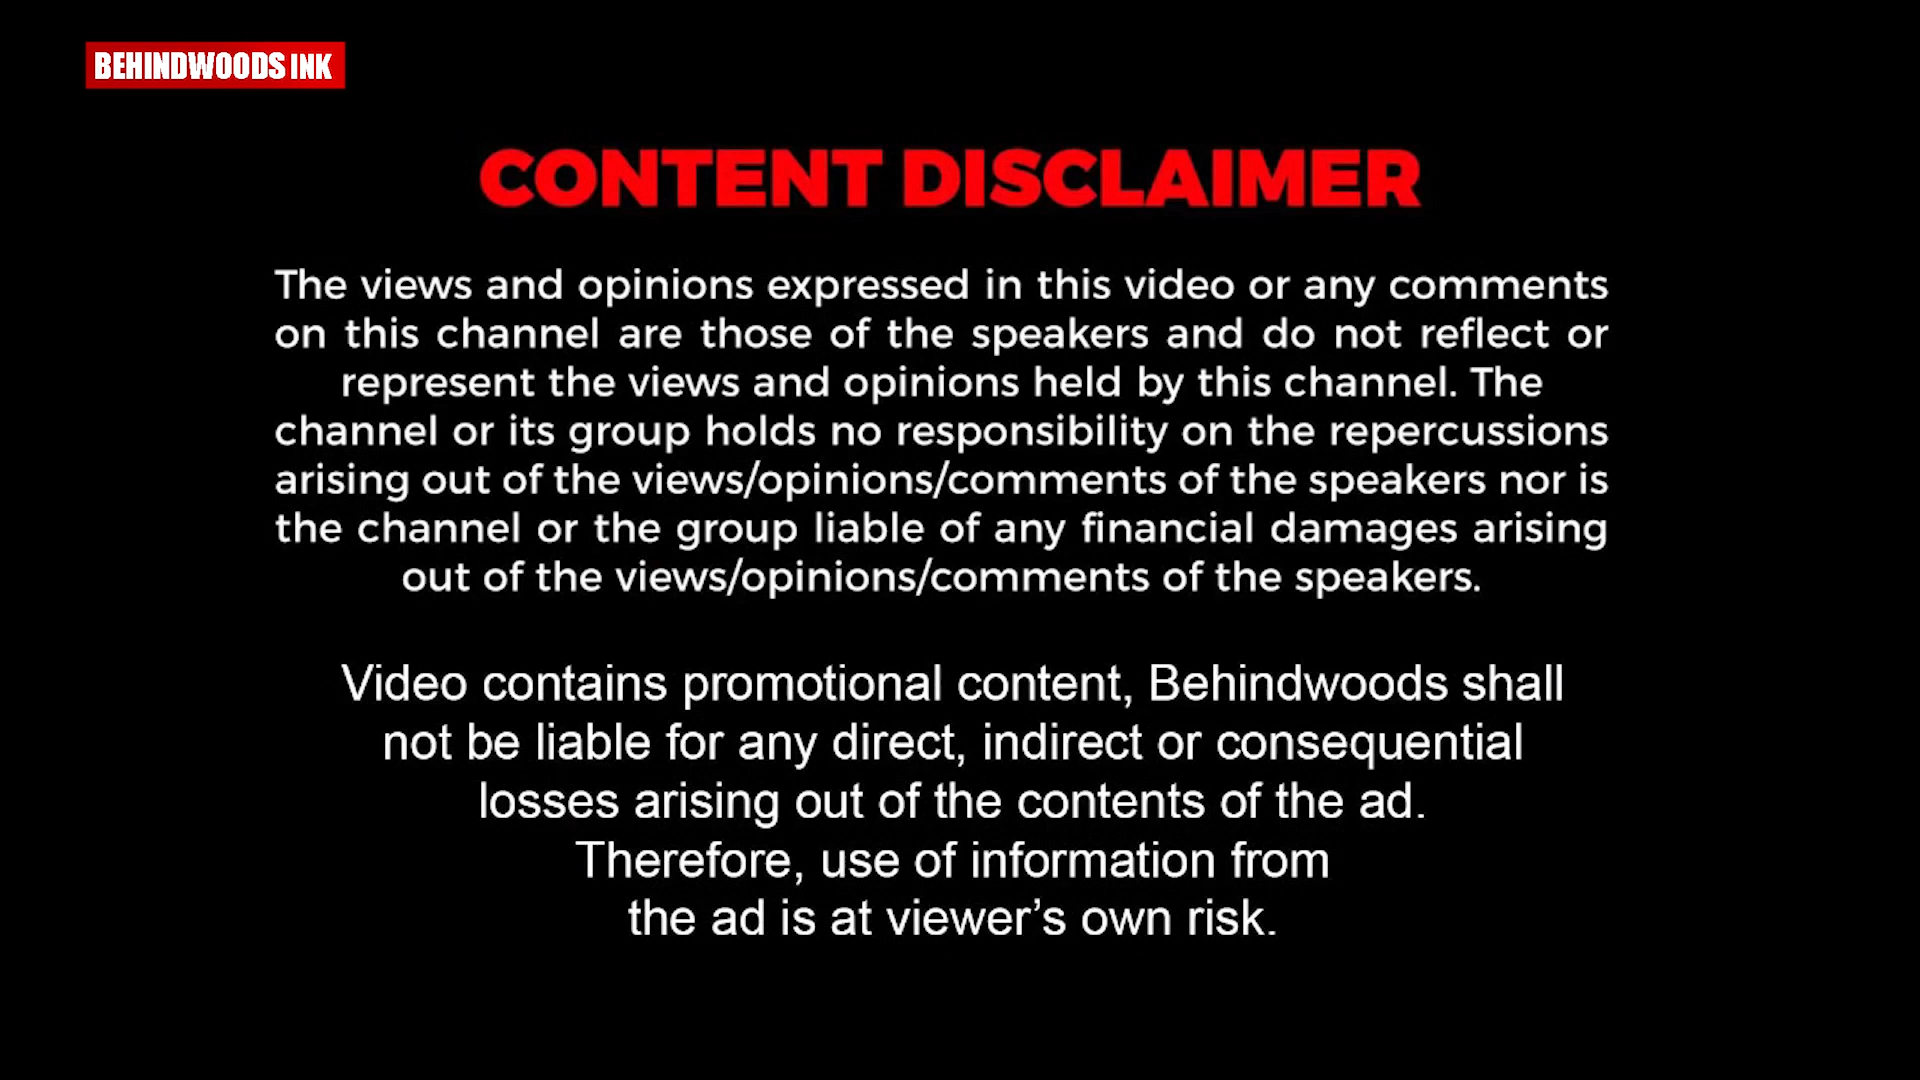 BEHINDWOODS INK
CONTENT DISCLAIMER
The views and opinions expressed in this video or any comments
on this channel are those of the speakers and do not reflect or
represent the views and opinions held by this channel. The
channel or its group holds no responsibility on the repercussions
arising out of the views/opinions/comments of the speakers nor is
the channel or the group liable of any financial damages arising
out of the views/opinions/comments of the speakers.
Video contains promotional content, Behindwoods shall
not be liable for any direct, indirect or consequential
losses arising out of the contents of the ad.
Therefore, use of information from
the ad is at viewer’s own risk.